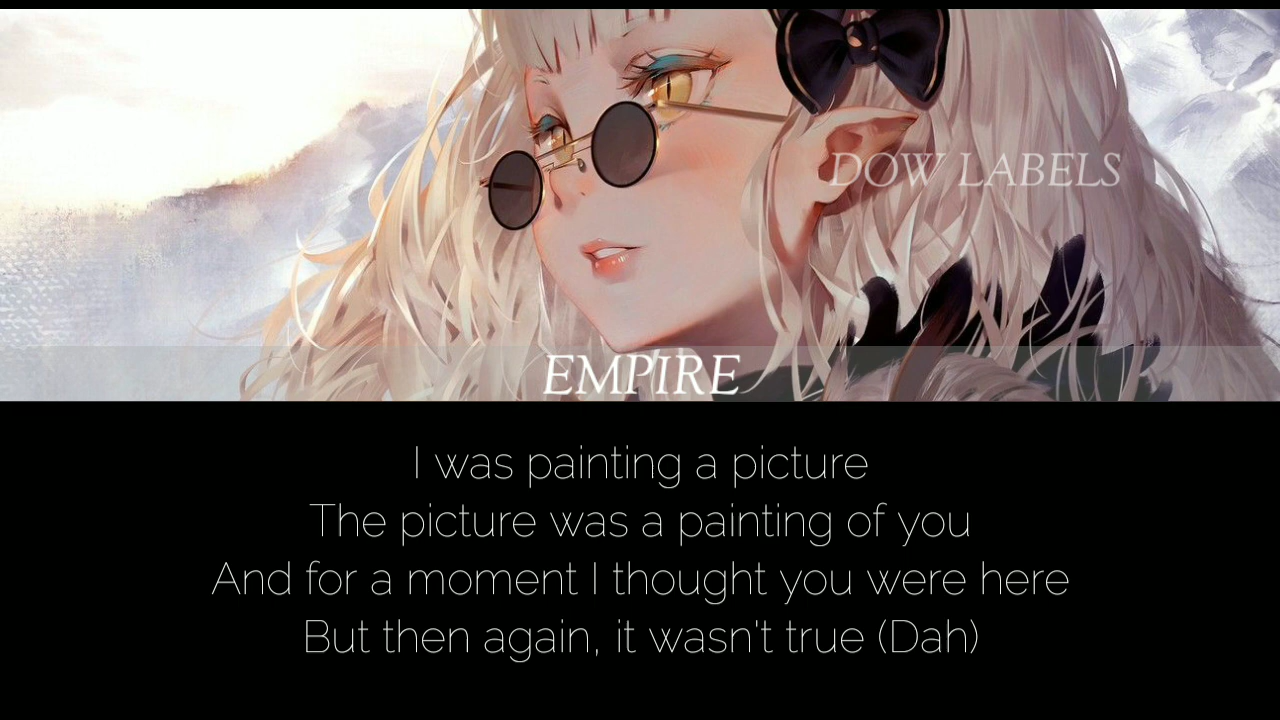 DOW LABELS
EMPIRE
I was painting a picture
The picture was a painting of you
And for a moment I thought you were here
But then again, it wasn't true (Dah)